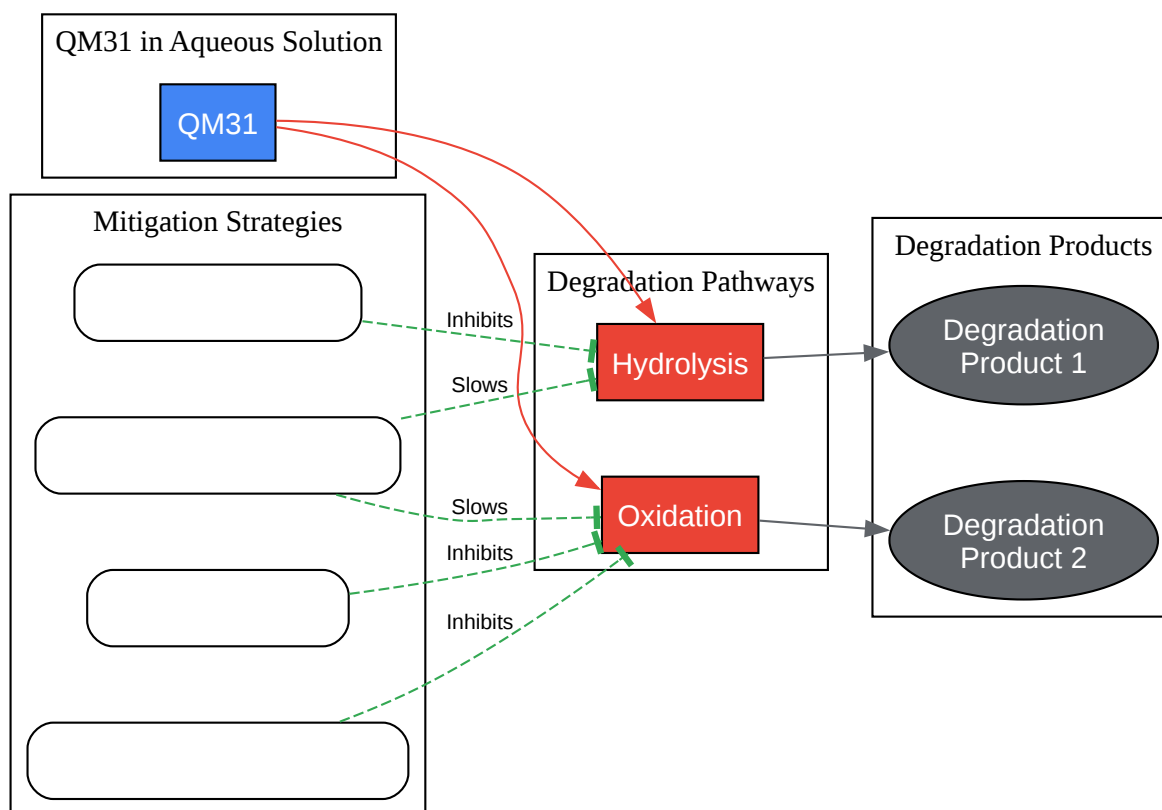 QM31 in Aqueous Solution
QM31
Mitigation Strategies
Inhibits
Slows
Slows
Inhibits
Inhibits
Degradation Pathways
Hydrolysis
Oxidation
Degradation Products
Degradation
Product 1
Degradation
Product 2